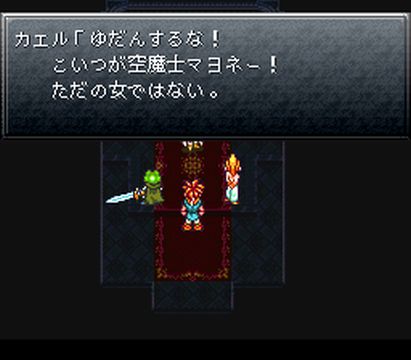 カエル「ゆだんするな！
こいつが空魔士マヨネー！
ただの女ではない。